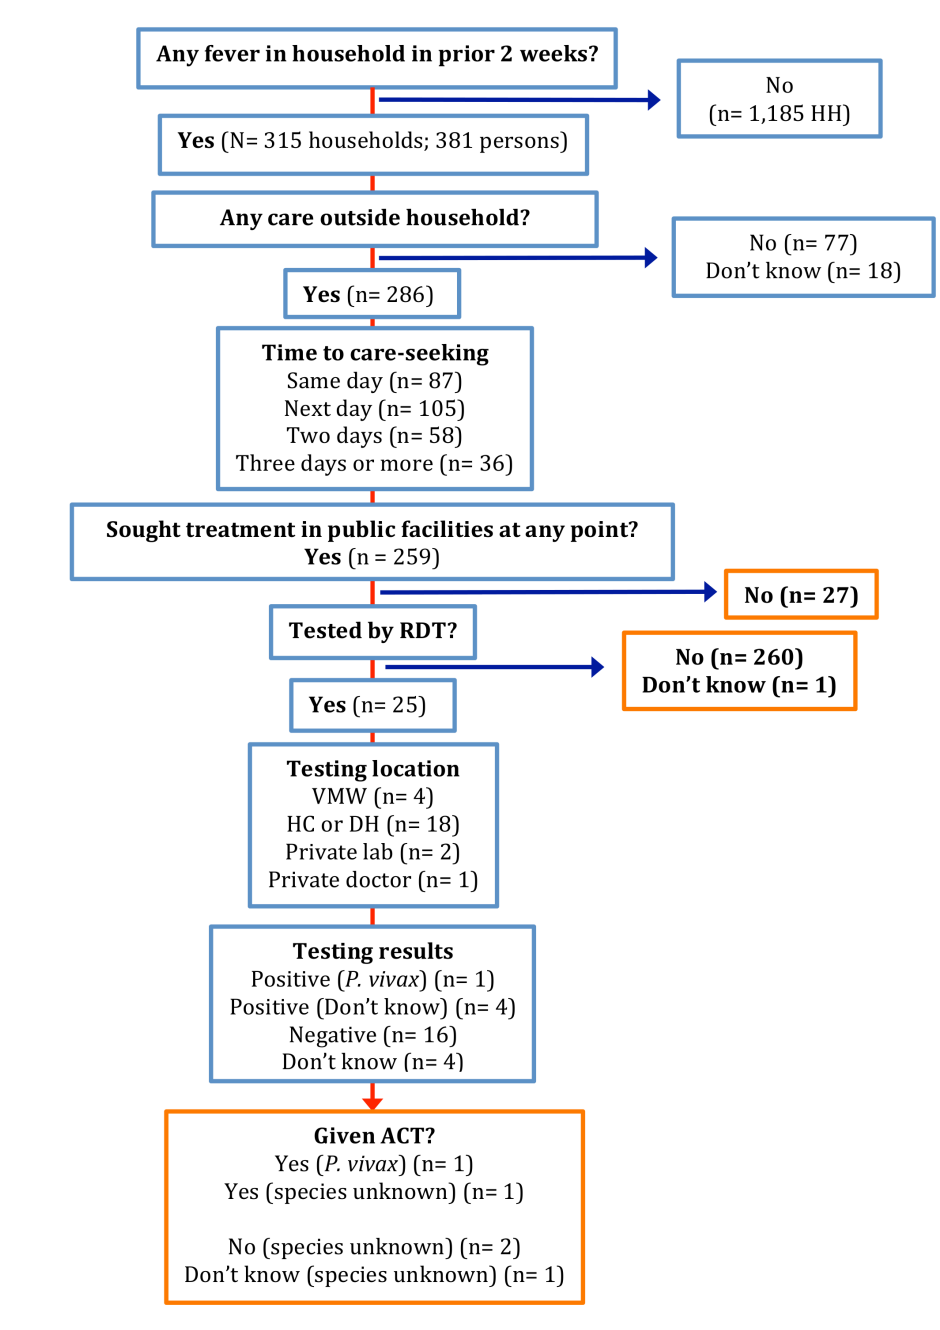 Any fever in household in prior 2 weeks?
No
(n= 1,185 HH)
Yes (N= 315 households; 381 persons)
Any care outside household?
No (n= 77)
Don't know (n= 18)
Yes (n= 286)
Time to care-seeking
Same day (n= 87)
Next day (n= 105)
Two days (n= 58)
Three days or more (n= 36)
Sought treatment in public facilities at any point?
Yes (n = 259)
No (n= 27)
Tested by RDT?
No (n= 260)
Don't know (n= 1)
Yes (n= 25)
Testing location
VMW (n= 4)
HC or DH (n= 18)
Private lab (n= 2)
Private doctor (n= 1)
Testing results
Positive (P. vivax) (n= 1)
Positive (Don't know) (n= 4)
Negative (n= 16)
Don't know (n= 4)
Given ACT?
Yes (P. vivax) (n= 1)
Yes (species unknown) (n= 1)
No (species unknown) (n= 2)
Don't know (species unknown) (n= 1)